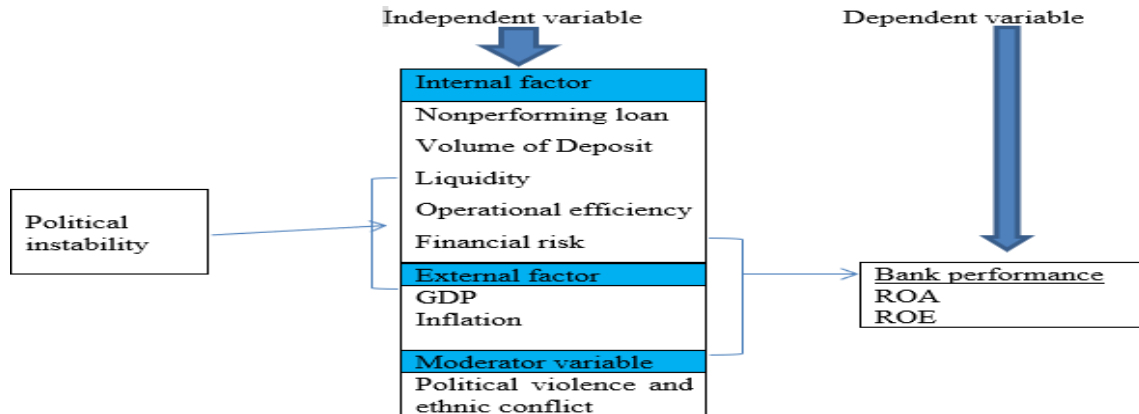 Independent variable
Dependent variable
Internal factor
Nonperforming loan
Volume of Deposit
Liquidity
Operational efficiency
Financial risk
External factor
GDP
Inflation
Moderator variable
Political violence and
ethnic conflict
Political
instability
Bank performance
ROA
ROE